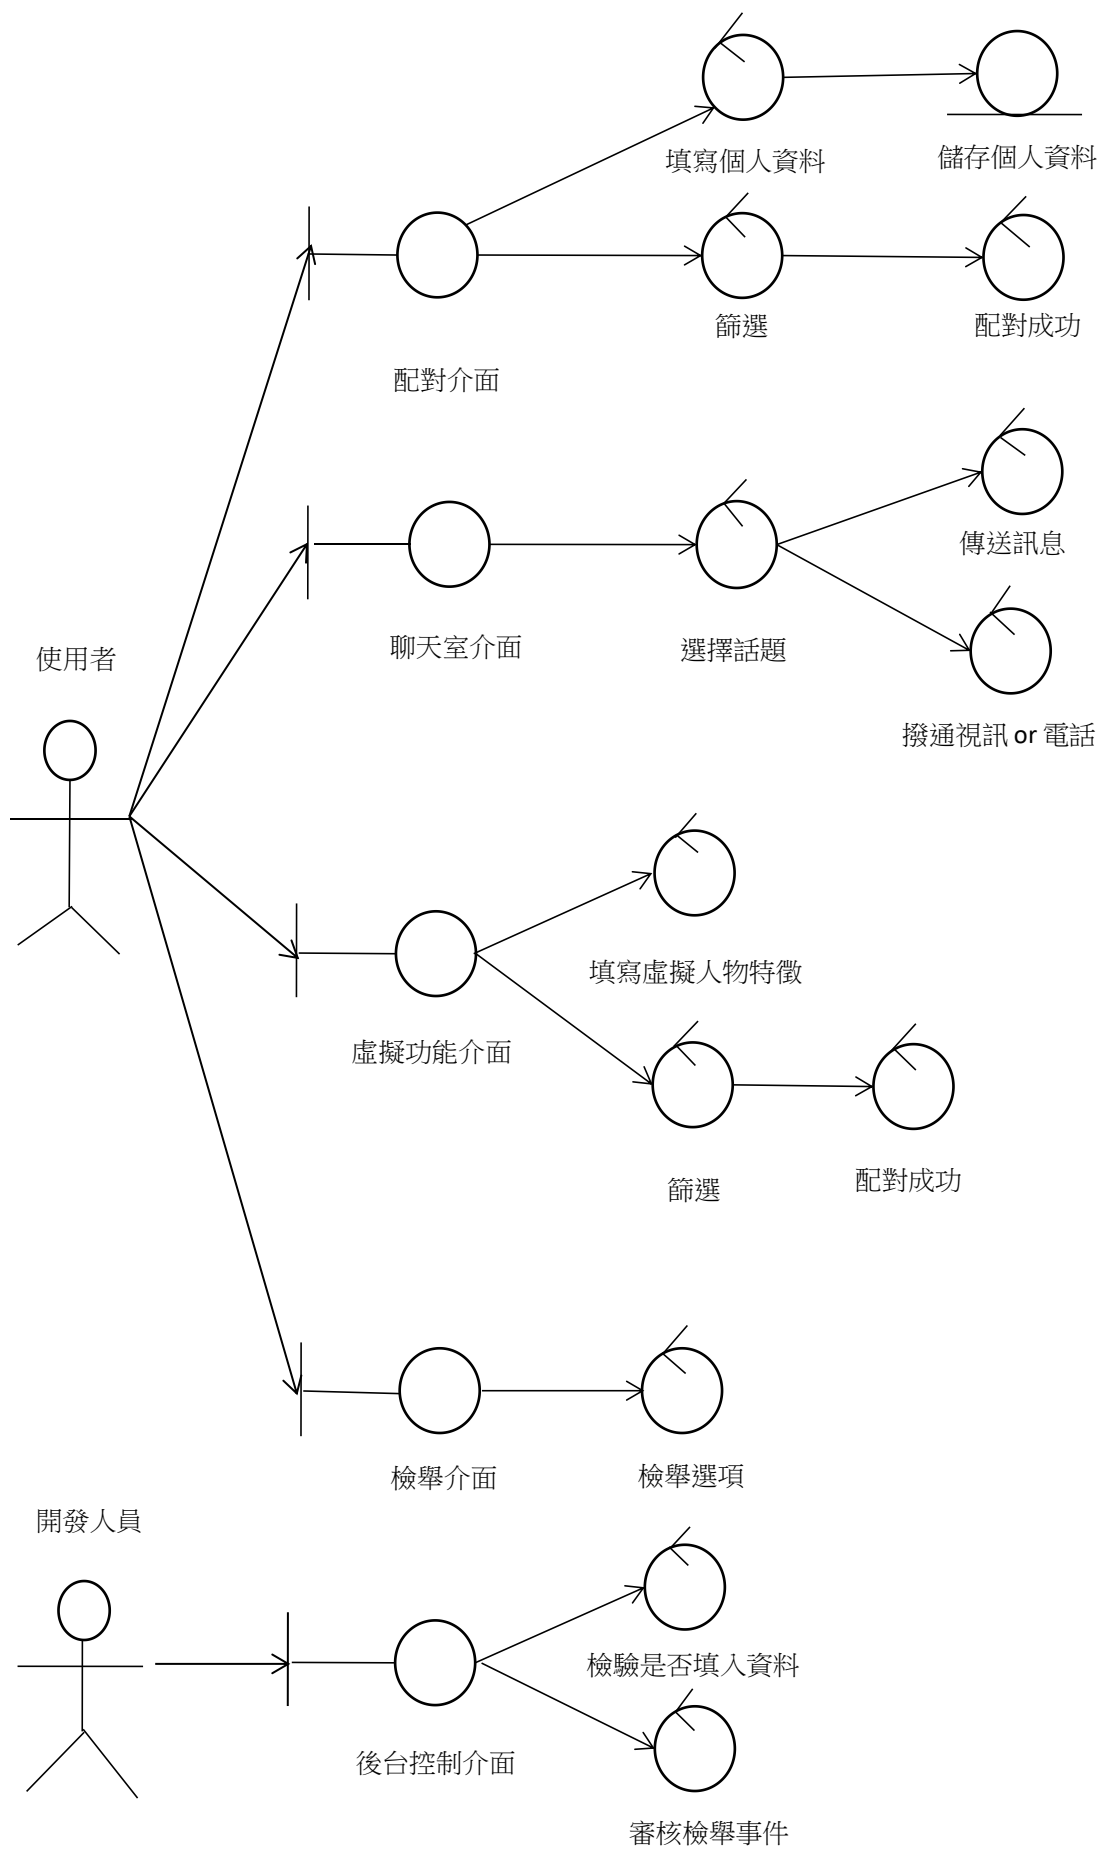 填寫個人資料
儲存個人資料
篩選
配對成功
配對介面
傳送訊息
聊天室介面
選擇話題
使用者
撥通視訊 or 電話
填寫虛擬人物特徵
虛擬功能介面
篩選
配對成功
檢舉介面
檢舉選項
開發人員
檢驗是否填入資料
後台控制介面
審核檢舉事件